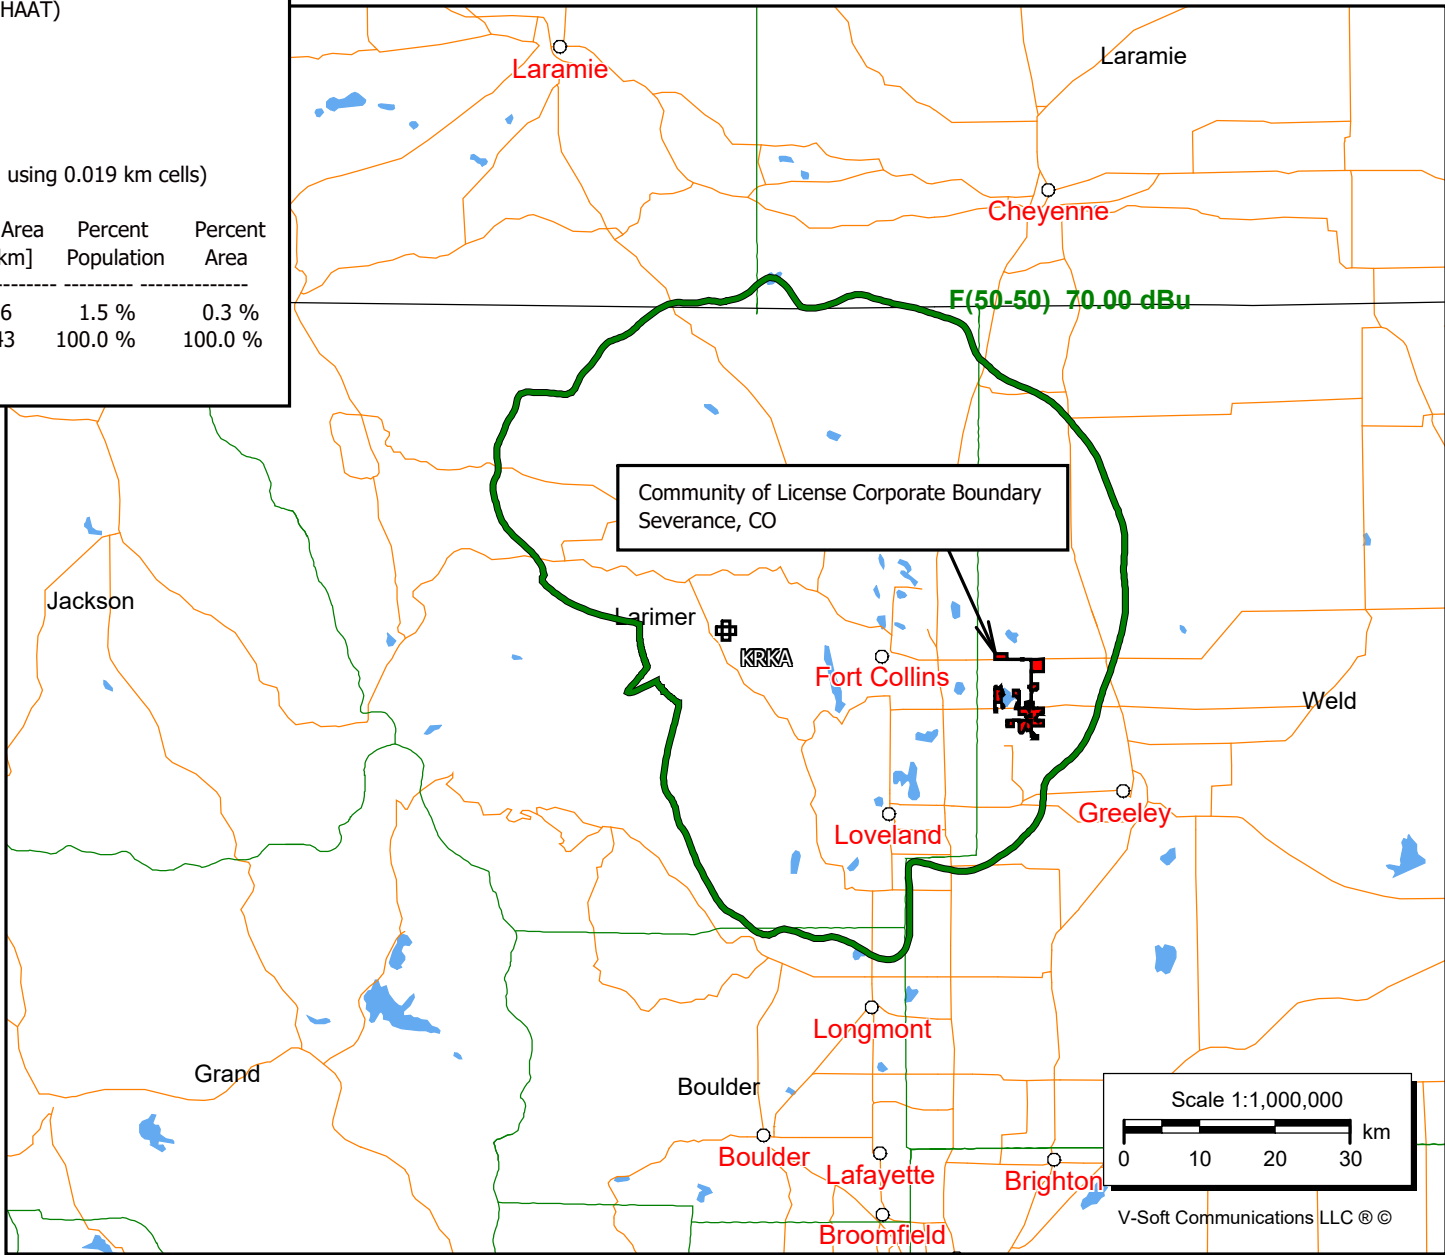 HAAT)
using 0.019 km cells)
Area Percent Percent
km] Population Area
---------- --------- --------------
6 1.5 % 0.3 %
43 100.0 % 100.0 %
Laramie
Laramie
Cheyenne
F(50-50) 70.00 dBu
Community of License Corporate Boundary
Severance, CO
Jackson
Larimer
KRKA
Fort Collins
Weld
Greeley
Loveland
Longmont
Grand
Boulder
Boulder
Lafayette
Brighton
Broomfield
Scale 1:1,000,000
km
0 10 20 30
V-Soft Communications LLC ® ©